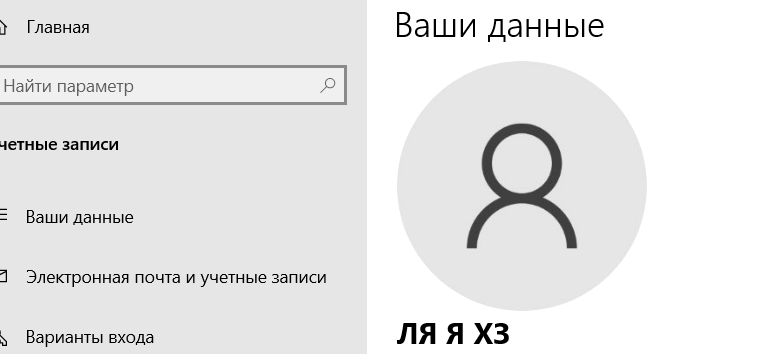 Главная
Найти параметр
четные записи
Ваши данные
Электронная почта и учетные записи
Варианты входа
Ваши данные
ЛЯ Я ХЗ